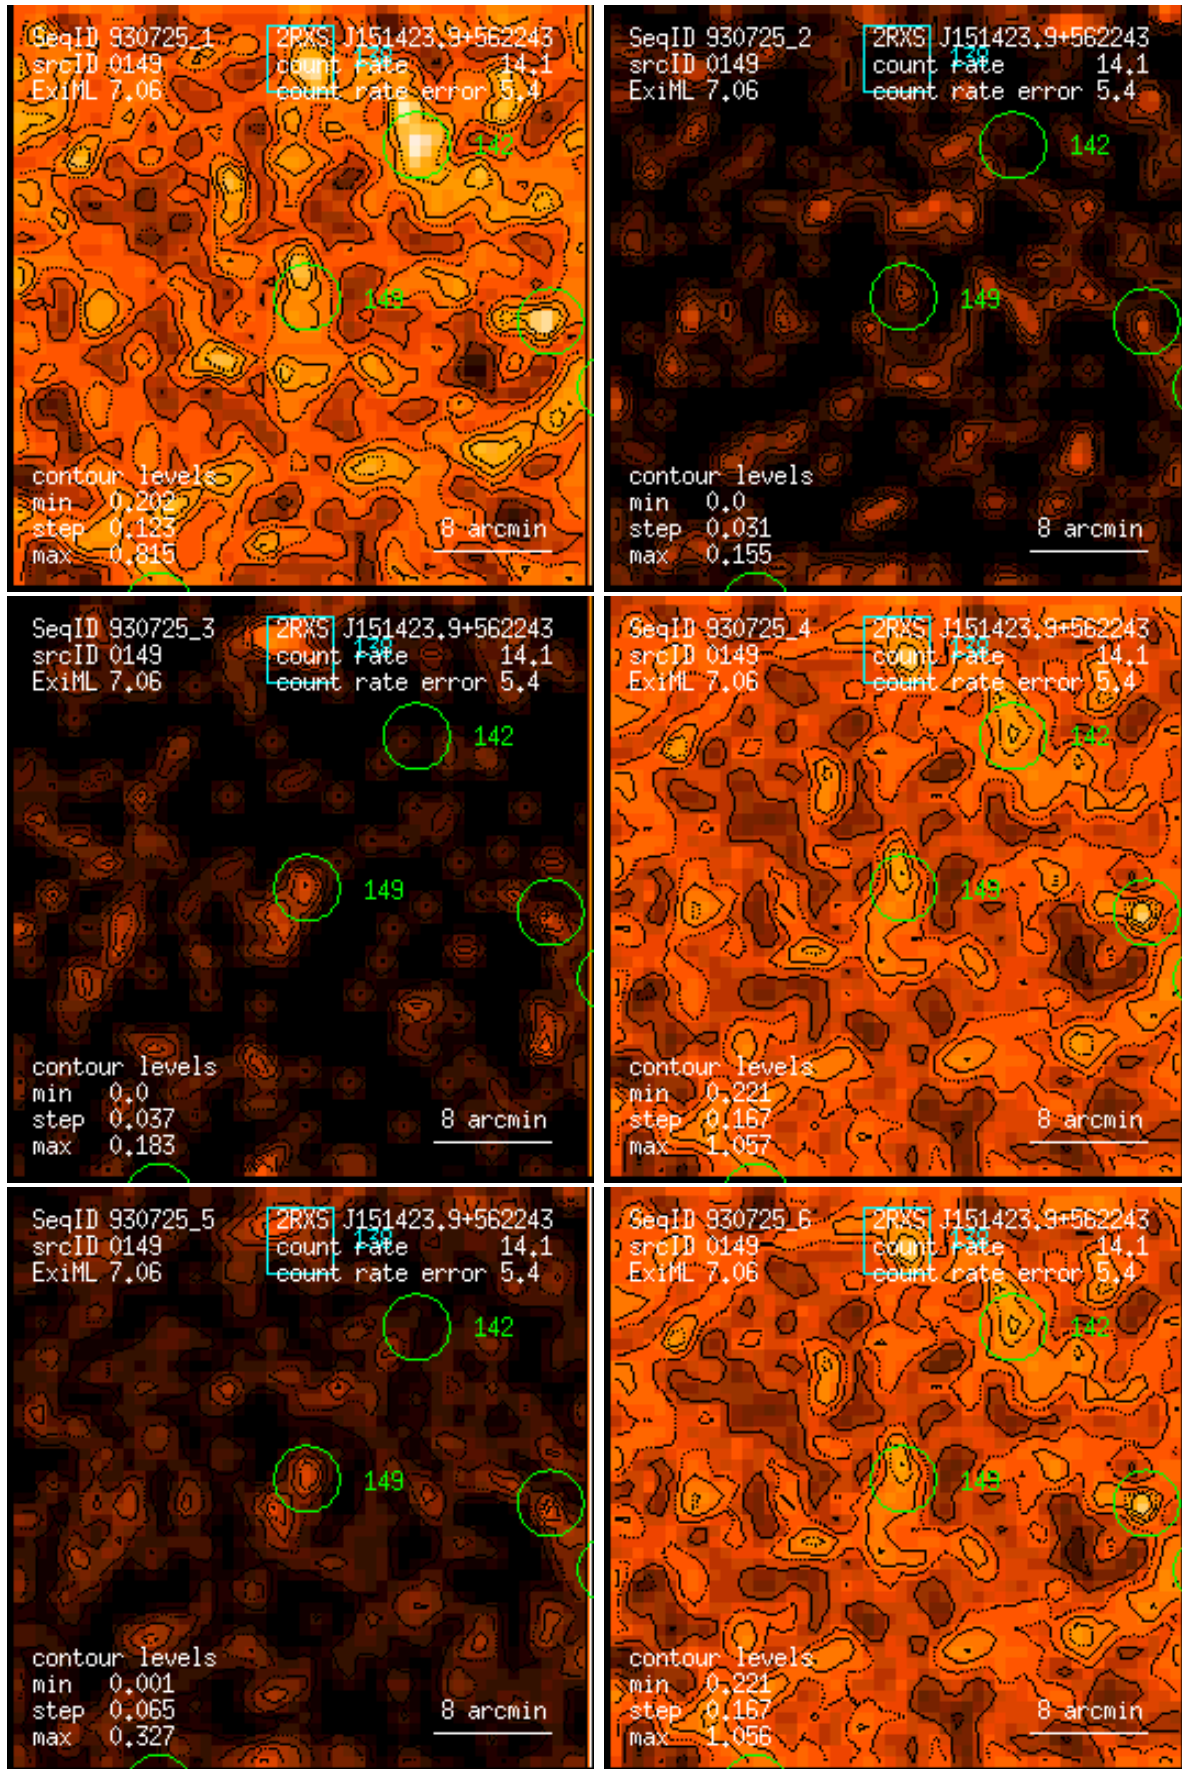 SeqID 930725_1 2RXS J151423.9+562243
srcID 0149 count rate 14.1
139
ExiML 7.06 count rate error 5.4
142
149
contour levels
min 0.202
step 0.123
max 0.815
8 arcmin
SeqID 930725_2 2RXS J151423.9+562243
srcID 0149 count rate 14.1
139
ExiML 7.06 count rate error 5.4
142
149
contour levels
min 0.0
step 0.031
max 0.155
8 arcmin
SeqID 930725_3 2RXS J151423.9+562243
srcID 0149 count rate 14.1
139
ExiML 7.06 count rate error 5.4
142
149
contour levels
min 0.0
step 0.037
max 0.183
8 arcmin
SeqID 930725_4 2RXS J151423.9+562243
srcID 0149 count rate 14.1
139
ExiML 7.06 count rate error 5.4
142
149
contour levels
min 0.221
step 0.167
max 1.057
8 arcmin
SeqID 930725_5 2RXS J151423.9+562243
srcID 0149 count rate 14.1
139
ExiML 7.06 count rate error 5.4
142
149
contour levels
min 0.001
step 0.065
max 0.327
8 arcmin
SeqID 930725_6 2RXS J151423.9+562243
srcID 0149 count rate 14.1
139
ExiML 7.06 count rate error 5.4
142
149
contour levels
min 0.221
step 0.167
max 1.056
8 arcmin